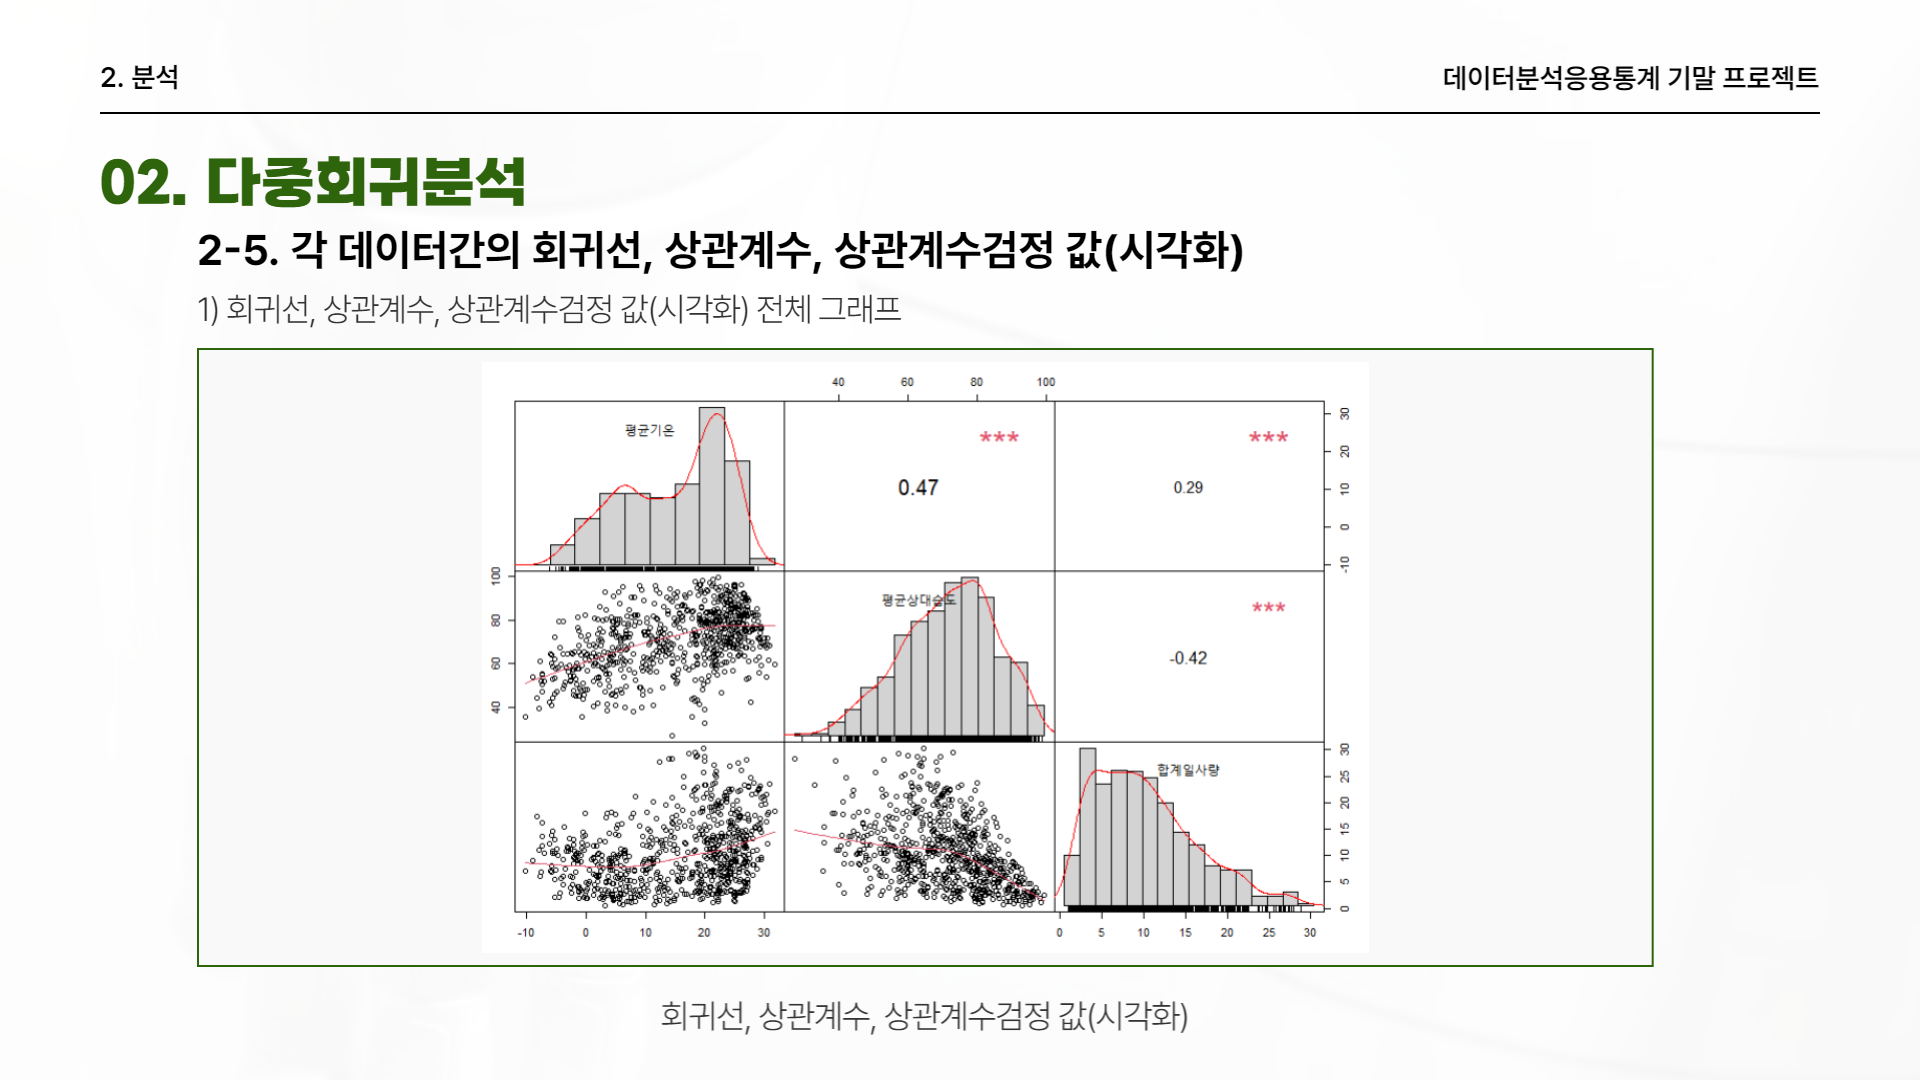 2. 분석
데이터분석응용통계 기말 프로젝트
02. 다중회귀분석
2-5. 각 데이터간의 회귀선, 상관계수, 상관계수검정 값(시각화)
1) 회귀선, 상관계수, 상관계수검정 값(시각화) 전체 그래프
40 60 80 100
평균기온
***
0.47
***
0.29
30
20
10
0
-10
100
80
60
40
평균상대습도
***
-0.42
합계일사량
30
25
20
15
10
5
0
-10 0 10 20 30
0 5 10 15 20 25 30
회귀선, 상관계수, 상관계수검정 값(시각화)